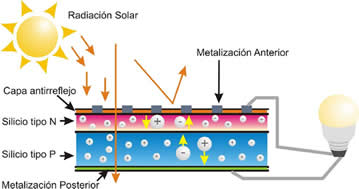 Radiación Solar
Metalización Anterior
Capa antirreflejo
Silicio tipo N
Silicio tipo P
Metalización Posterior